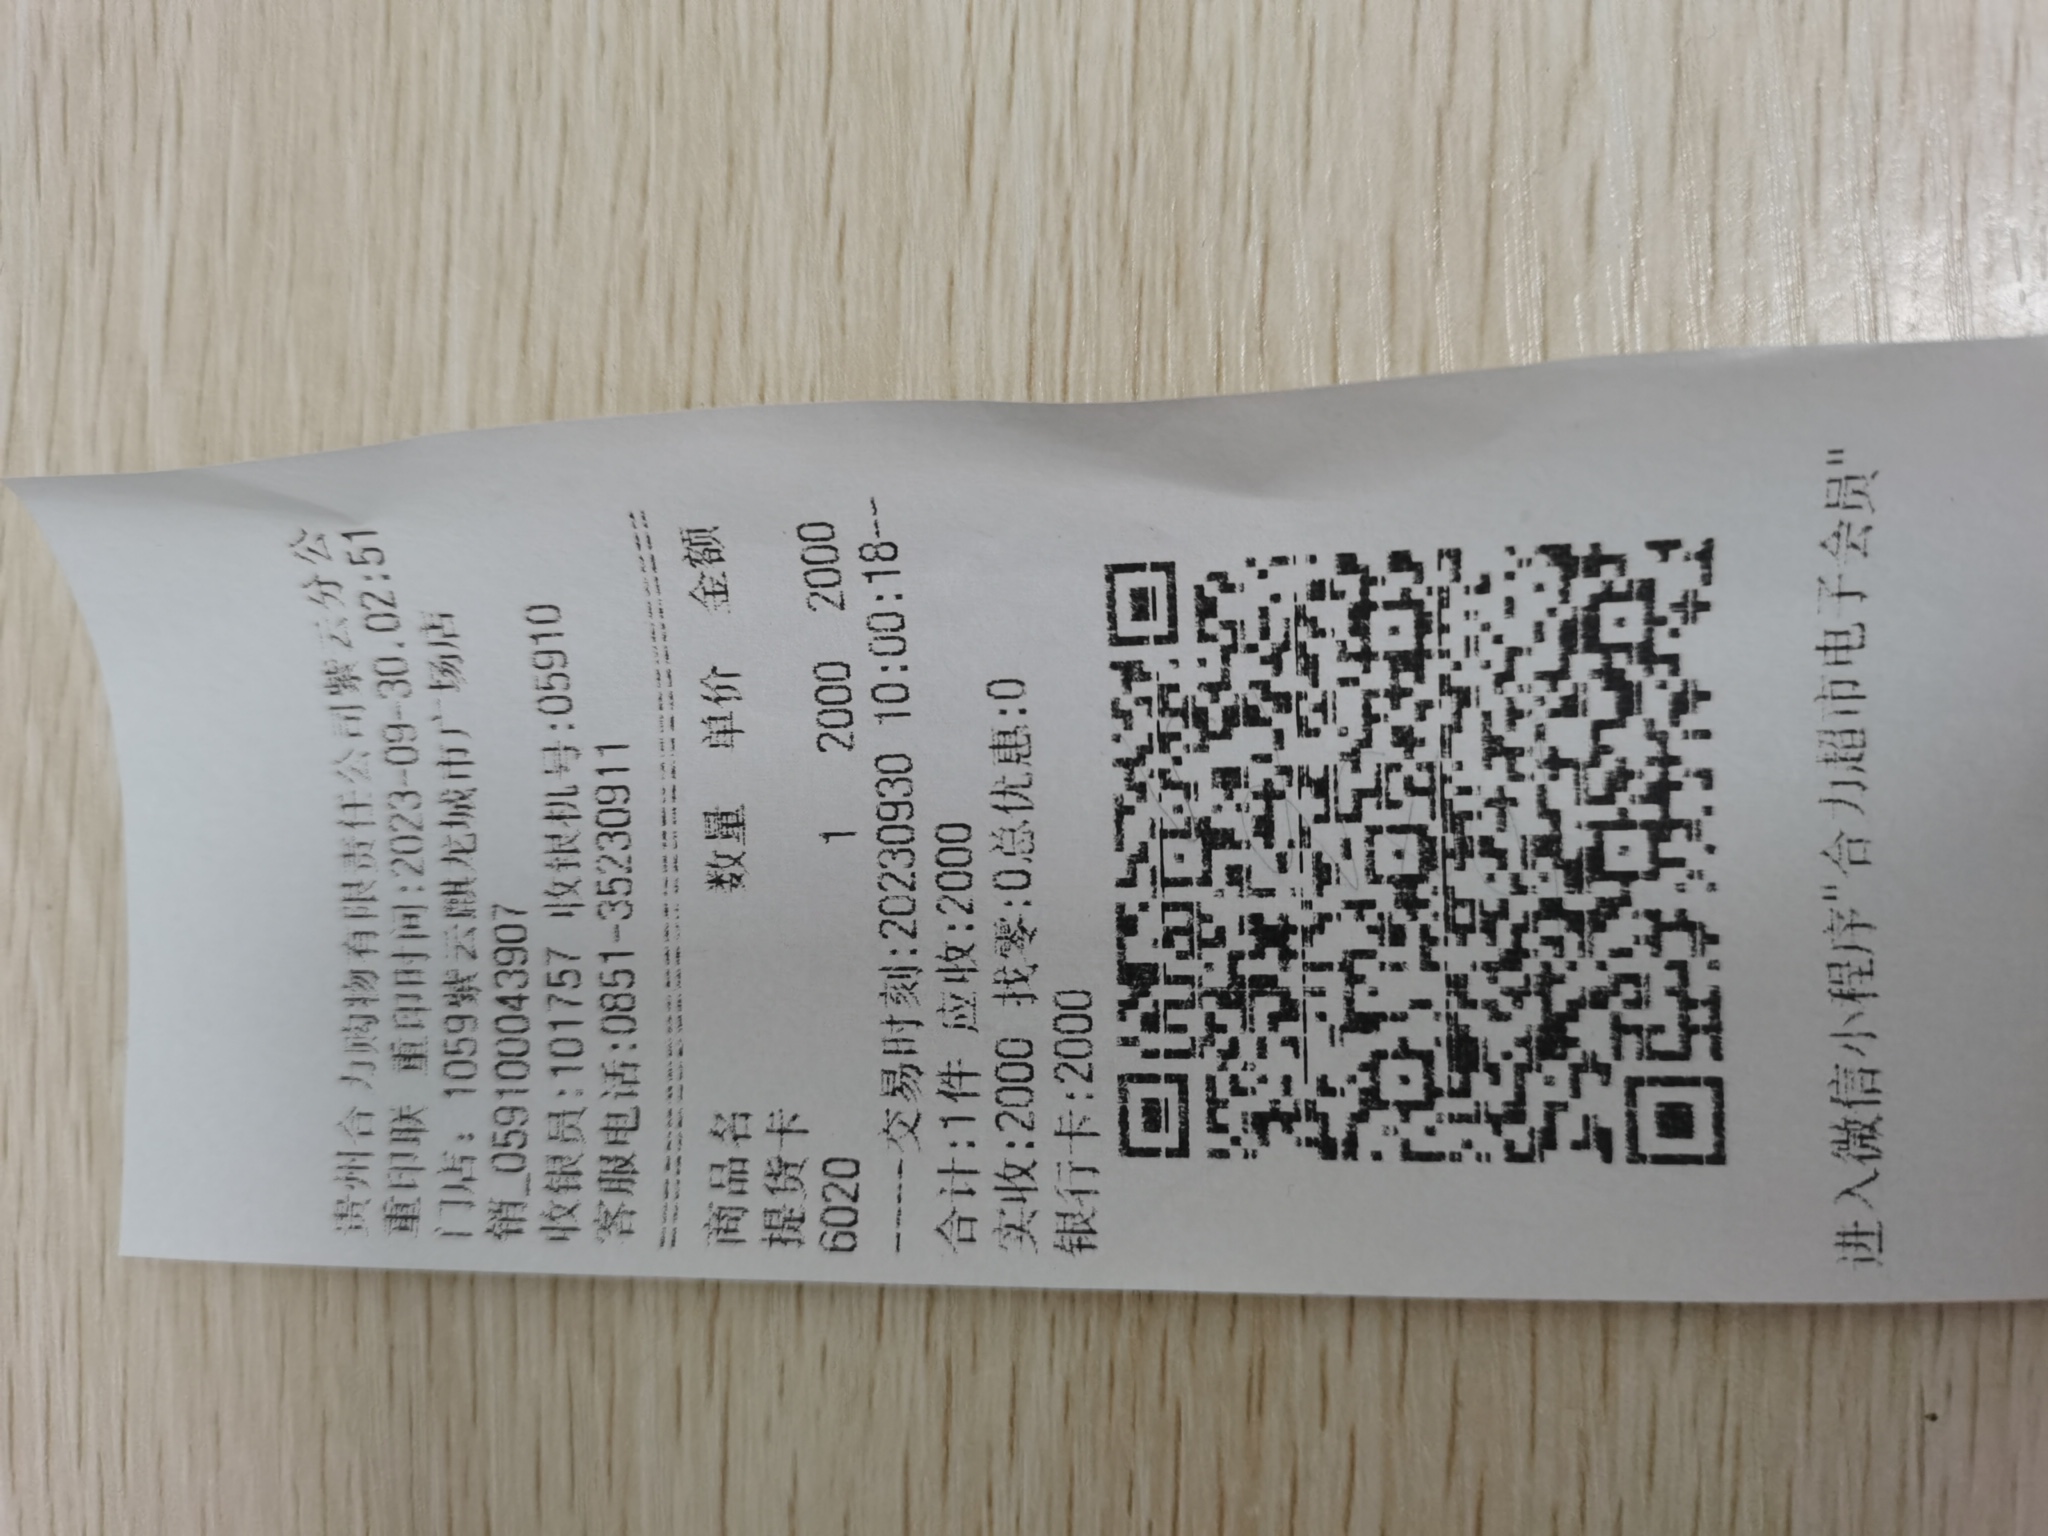 贵州合力购物有限责任公司紫云分公
重印联 重印时间:2023-09-30.02:51
门店: 1059紫云麒龙城市广场店
销_0591000043907
收银员:101757 收银机号:059910
客服电话:0851-35230911
================================
商品名 数量 单价 金额
提货卡
6020 1 2000 2000
-----交易时刻:20230930 10:00:18---
合计:1件 应收:2000
实收:2000 找零:0总优惠:0
银行卡:2000
进入微信小程序"合力超市电子会员"